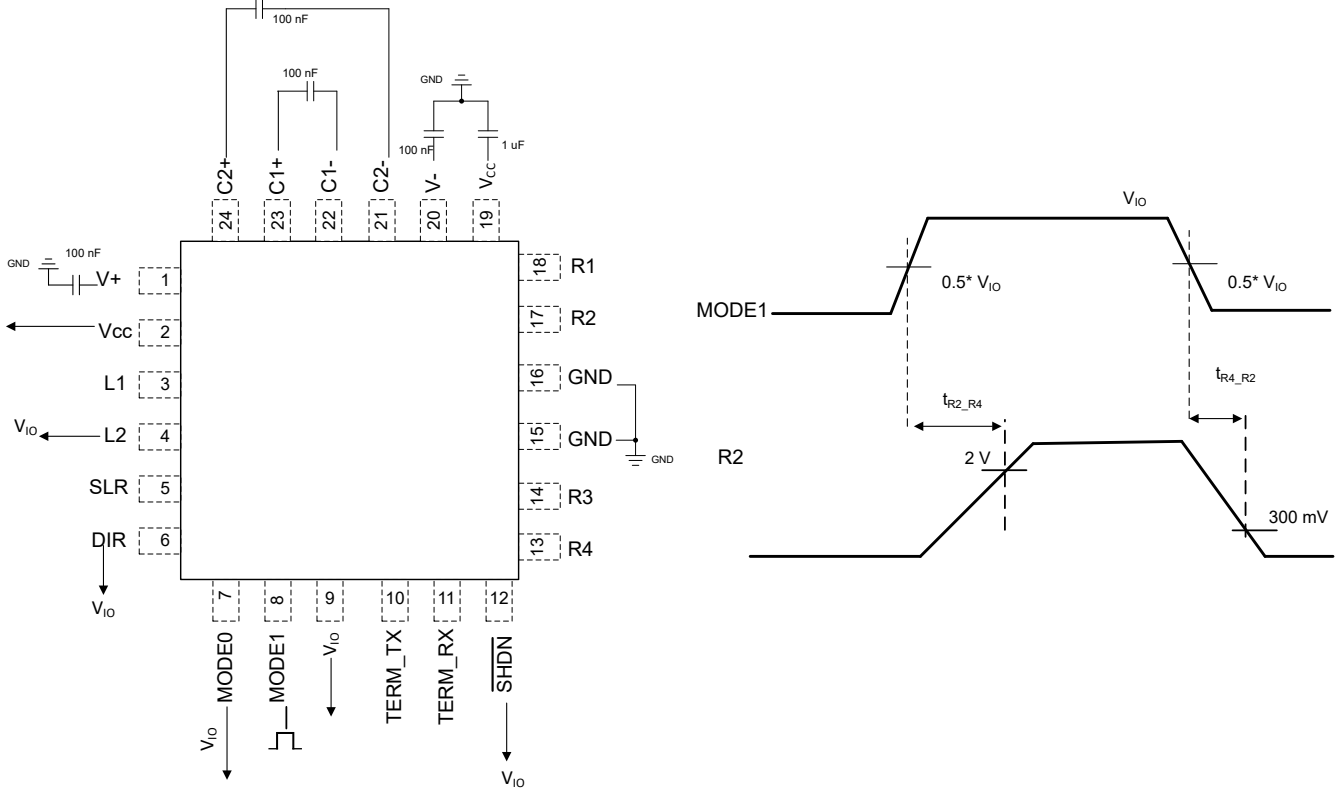 100 nF
100 nF
GND
100 nF
1 uF
C2+
C1+
C1-
C2-
V-
VCC
24
23
22
21
20
19
GND
100 nF
V+
1
Vcc
2
L1
3
VIO
L2
4
SLR
5
DIR
6
VIO
18
R1
17
R2
16
GND
15
GND
GND
14
R3
13
R4
7
8
9
10
11
12
MODE0
MODE1
VIO
TERM_TX
TERM_RX
SHDN
VIO
VIO
VIO
0.5* VIO
0.5* VIO
MODE1
tR4_R2
tR2_R4
R2
2 V
300 mV